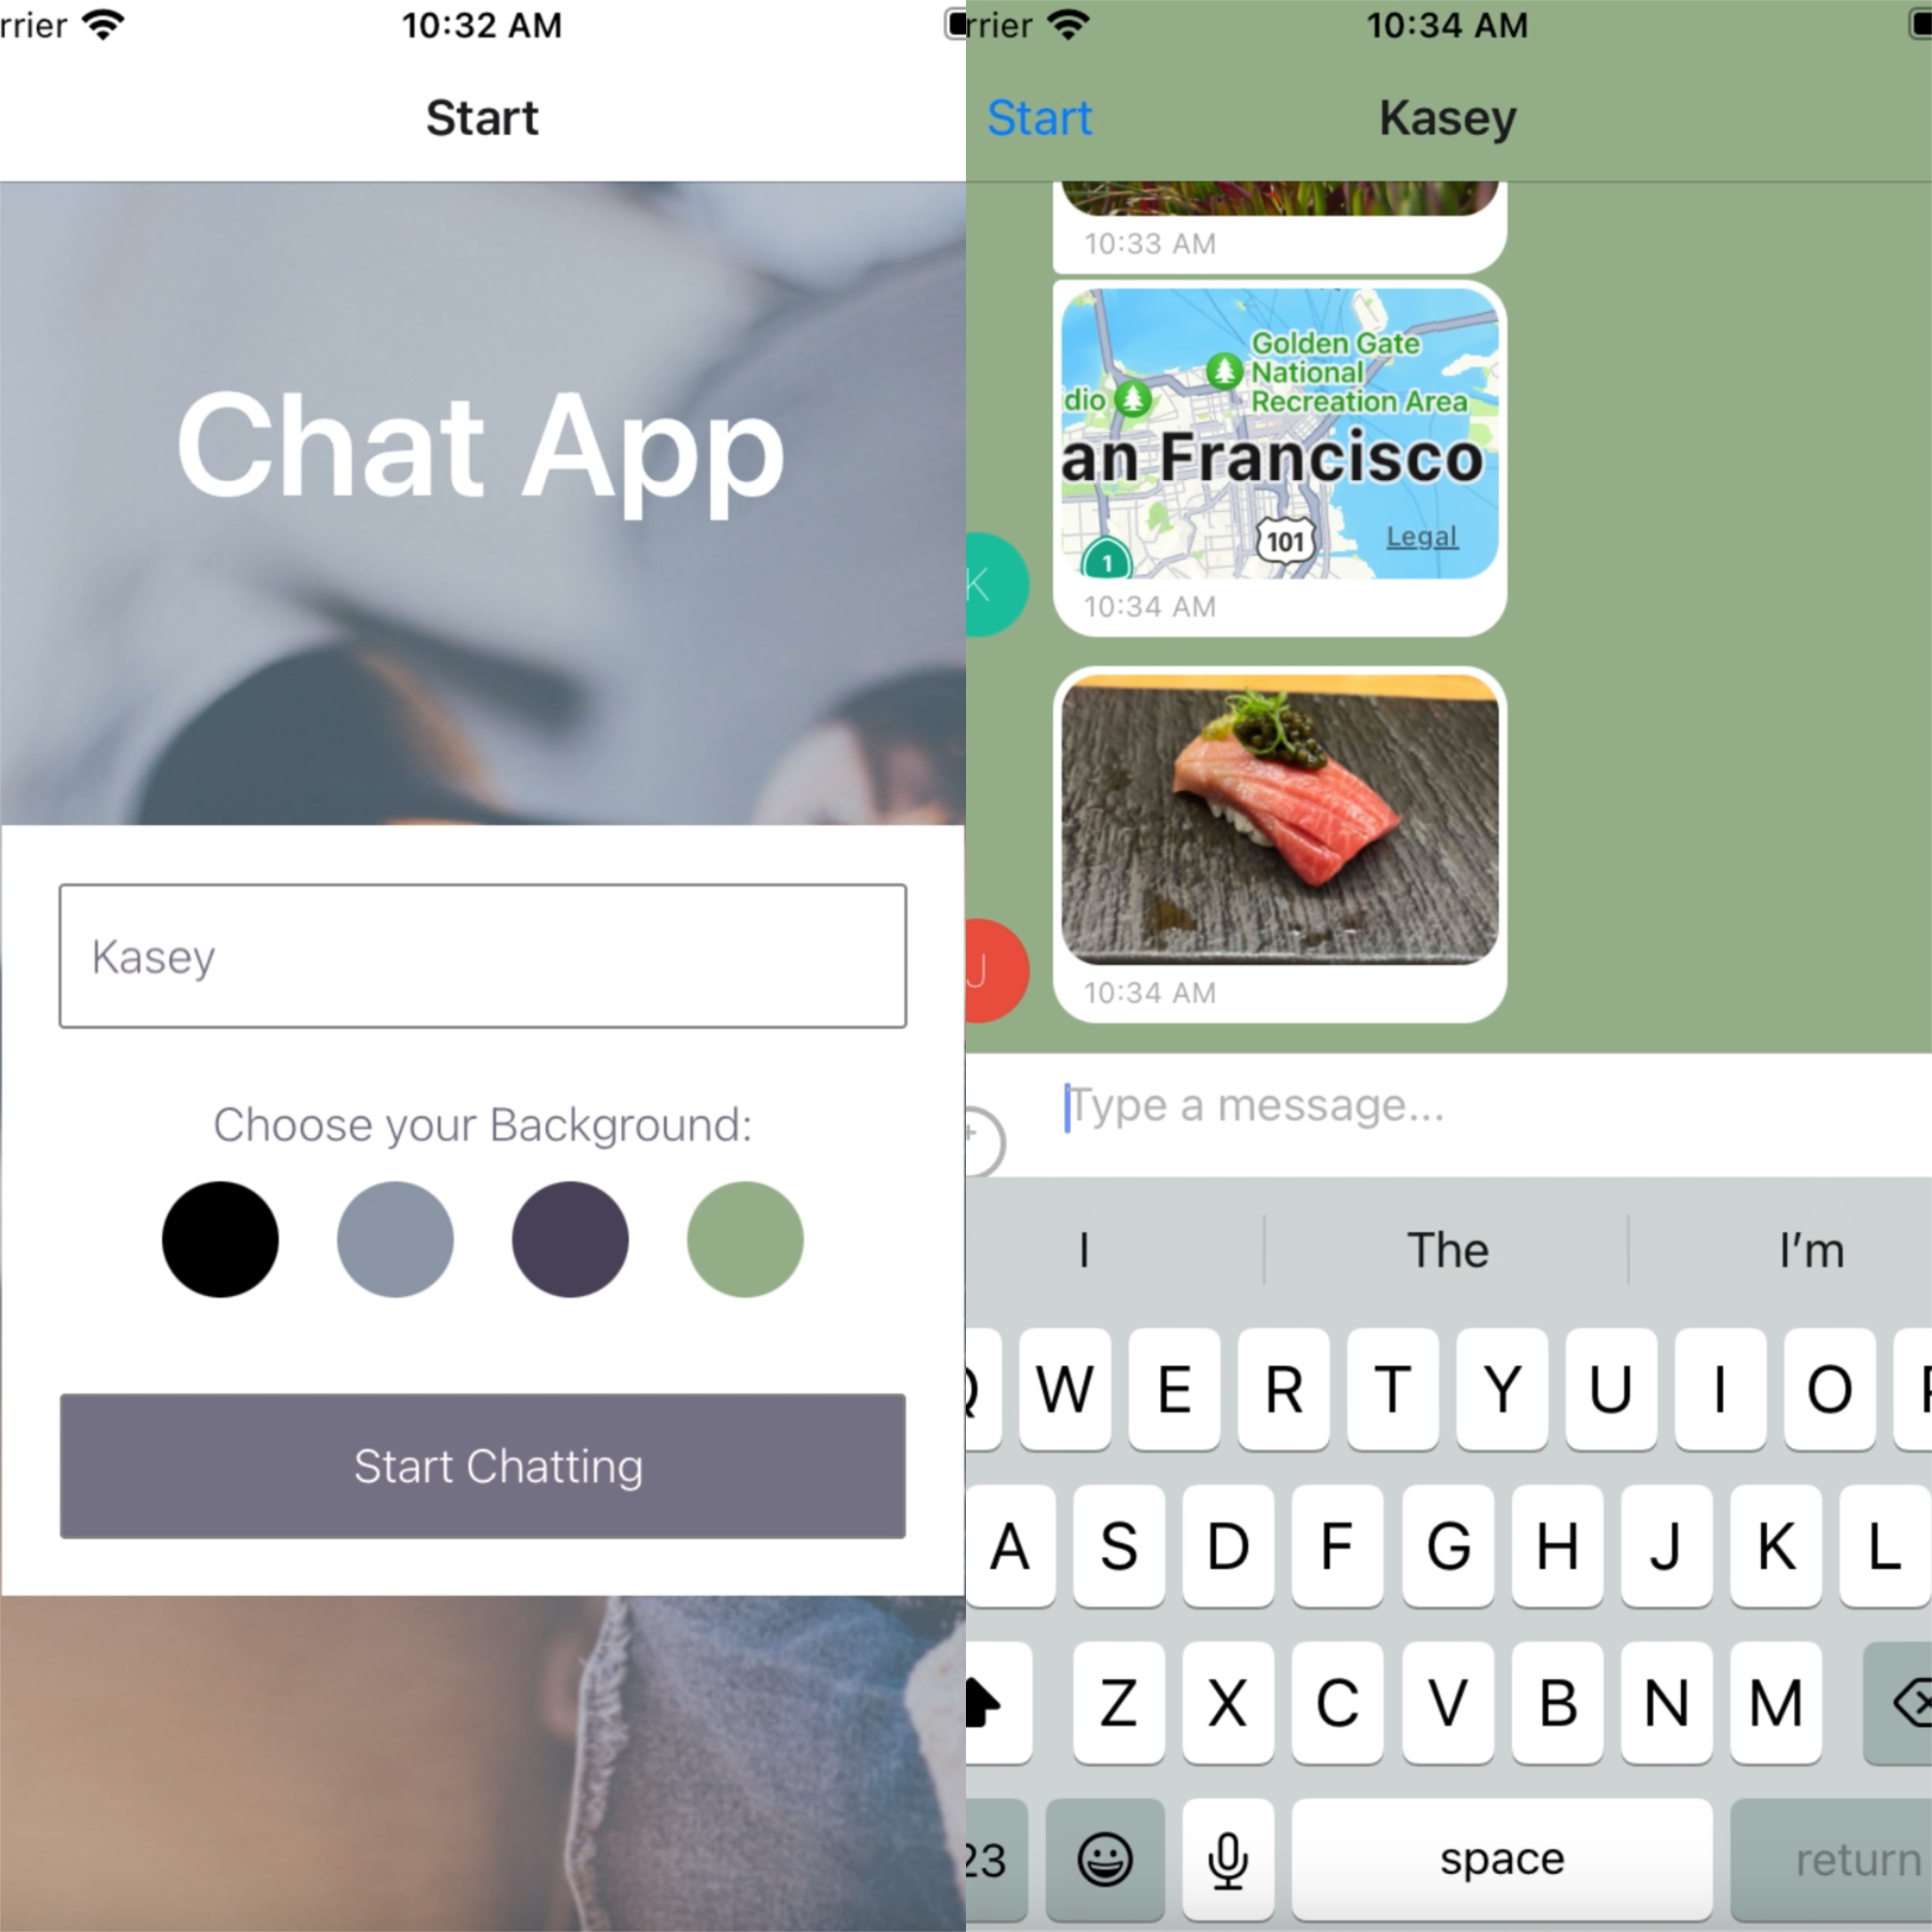 rrier
10:32 AM
Start
Chat App
Kasey
Choose your Background:
Start Chatting
rrier
10:34 AM
Start
Kasey
10:33 AM
Golden Gate
National
Recreation Area
dio
an Francisco
101
Legal
1
10:34 AM
K
10:34 AM
J
Type a message...
I
The
I’m
Q W E R T Y U I O P
A S D F G H J K L
Z X C V B N M
23
space
return